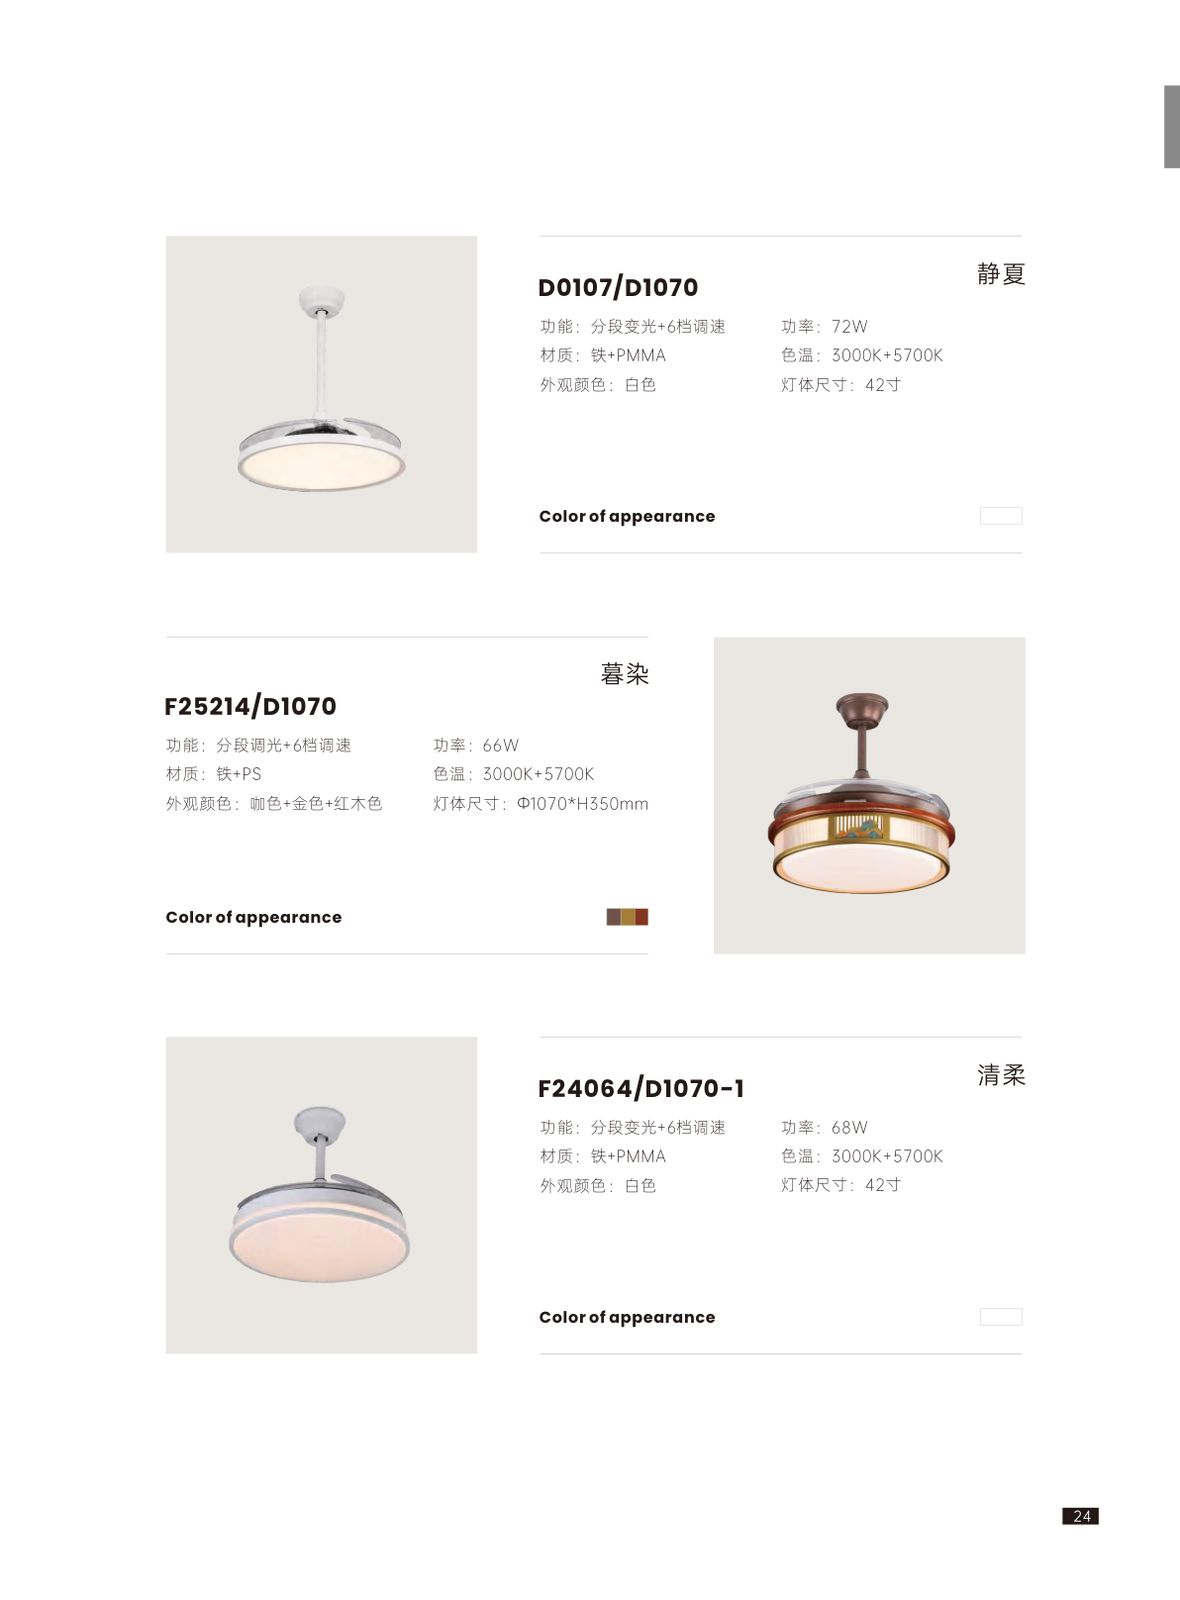 静夏
D0107/D1070
功能：分段变光+6档调速 功率：72W
材质：铁+PMMA 色温：3000K+5700K
外观颜色：白色 灯体尺寸：42寸
Color of appearance
暮染
F25214/D1070
功能：分段调光+6档调速 功率：66W
材质：铁+PS 色温：3000K+5700K
外观颜色：咖色+金色+红木色 灯体尺寸：Φ1070*H350mm
Color of appearance
清柔
F24064/D1070-1
功能：分段变光+6档调速 功率：68W
材质：铁+PMMA 色温：3000K+5700K
外观颜色：白色 灯体尺寸：42寸
Color of appearance
24